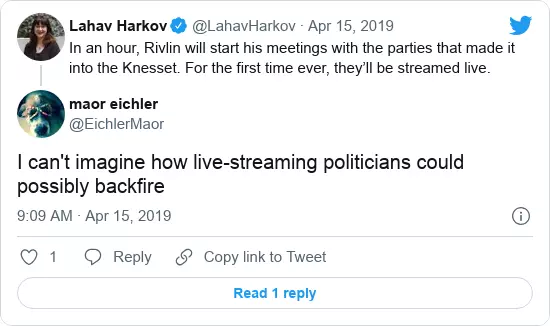 Lahav Harkov @LahavHarkov · Apr 15, 2019
In an hour, Rivlin will start his meetings with the parties that made it
into the Knesset. For the first time ever, they’ll be streamed live.
maor eichler
@EichlerMaor
I can't imagine how live-streaming politicians could
possibly backfire
9:09 AM · Apr 15, 2019
1 Reply Copy link to Tweet
Read 1 reply